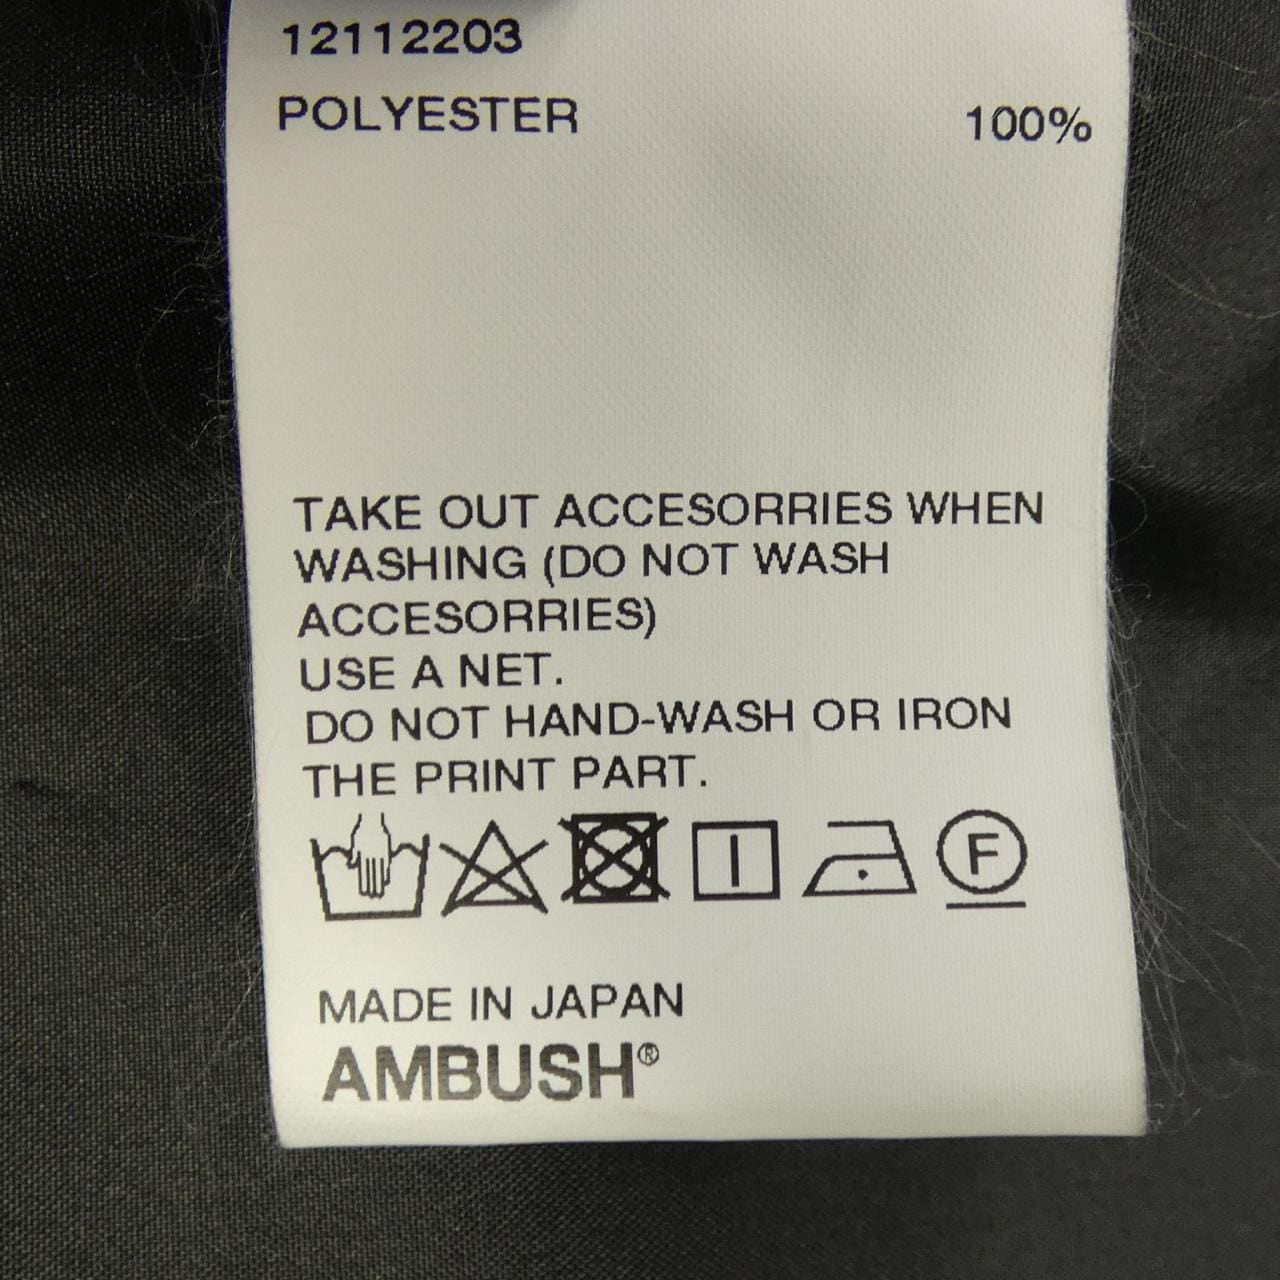 12112203
POLYESTER 100%
TAKE OUT ACCESORRIES WHEN
WASHING (DO NOT WASH
ACCESORRIES)
USE A NET.
DO NOT HAND-WASH OR IRON
THE PRINT PART.
F
MADE IN JAPAN
AMBUSH®